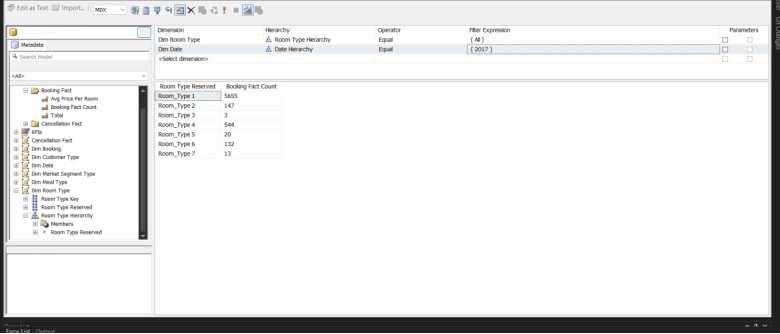 Edit as Text Import... MDX
Dimension Hierarchy Operator Filter Expression Parameters
Dim Room Type Room Type Hierarchy Equal { All }
Dim Date Date Hierarchy Equal { 2017 }
<Select dimension>
Metadata
Search Model
<All>
Booking Fact
Avg Price Per Room
Booking Fact Count
Total
Cancellation Fact
KPIs
Cancellation Fact
Dim Booking
Dim Customer Type
Dim Date
Dim Market Segment Type
Dim Meal Type
Dim Room Type
Room Type Key
Room Type Reserved
Room Type Hierarchy
Members
Room Type Reserved
Room Type Reserved Booking Fact Count
Room_Type 1 5655
Room_Type 2 147
Room_Type 3 3
Room_Type 4 544
Room_Type 5 20
Room_Type 6 132
Room_Type 7 13
Error List Output
of Changes